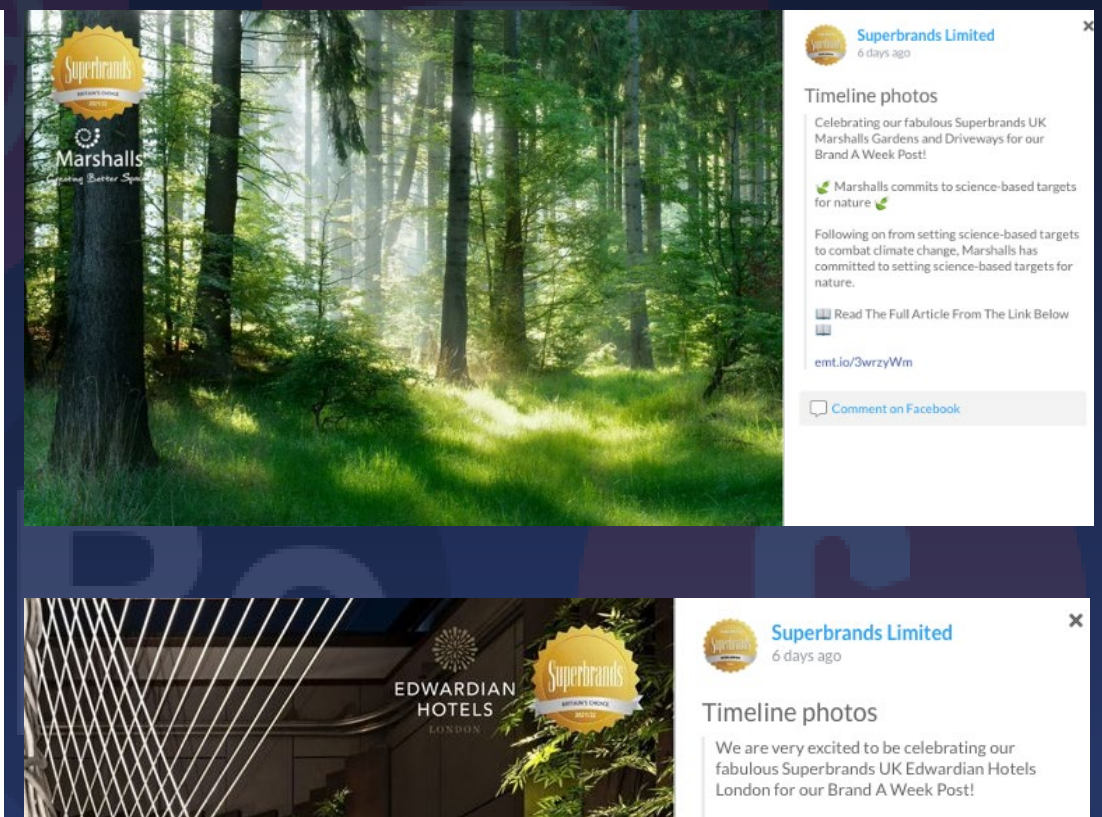 Superbrands
BRITAIN'S CHOICE
2021/22
Marshalls
Creating Better Spaces
Superbrands Limited
6 days ago
Timeline photos
Celebrating our fabulous Superbrands UK
Marshalls Gardens and Driveways for our
Brand A Week Post!
🌿 Marshalls commits to science-based targets
for nature 🌿
Following on from setting science-based targets
to combat climate change, Marshalls has
committed to setting science-based targets for
nature.
📖 Read The Full Article From The Link Below
📖
emt.io/3wrzyWm
Comment on Facebook
EDWARDIAN
HOTELS
LONDON
Superbrands
BRITAIN'S CHOICE
2021/22
Superbrands Limited
6 days ago
Timeline photos
We are very excited to be celebrating our
fabulous Superbrands UK Edwardian Hotels
London for our Brand A Week Post!